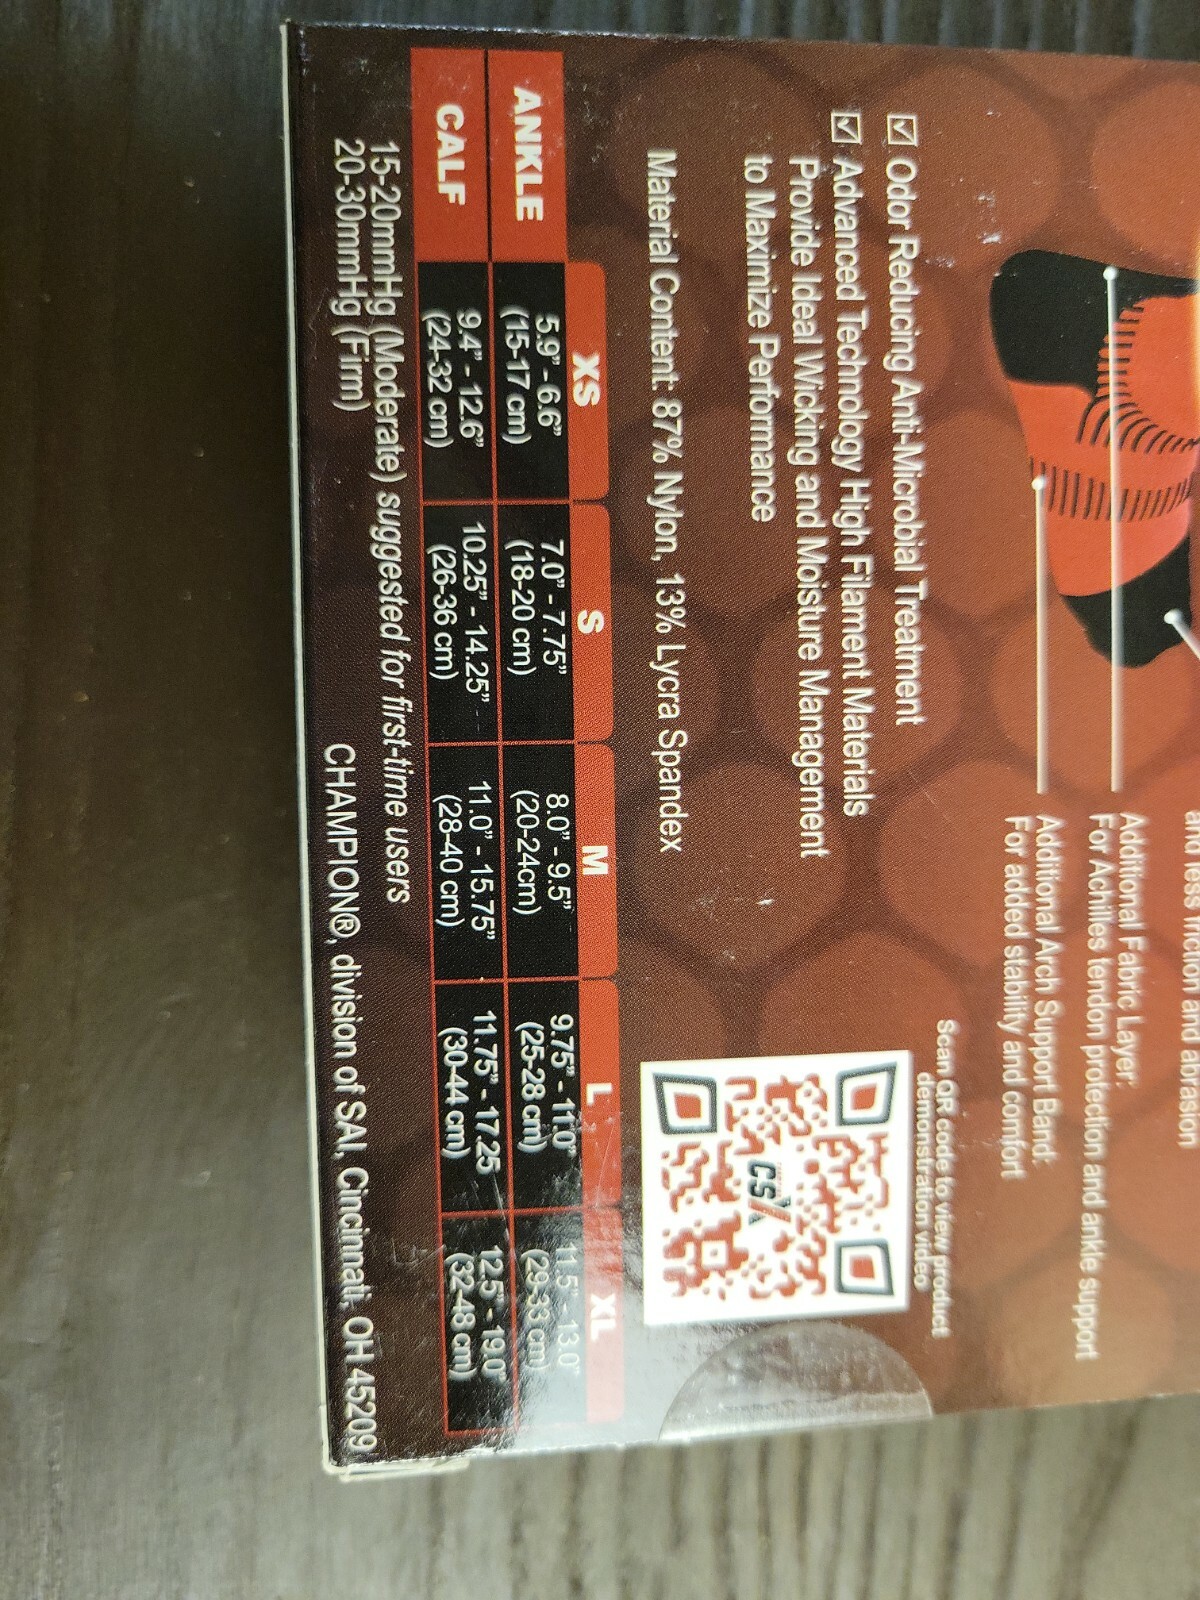 and less friction and abrasion
Additional Fabric Layer:
For Achilles tendon protection and ankle support
Additional Arch Support Band:
For added stability and comfort
☑ Odor Reducing Anti-Microbial Treatment
☑ Advanced Technology High Filament Materials
Provide Ideal Wicking and Moisture Management
to Maximize Performance
Scan QR code to view product
demonstration video
CSX
Material Content: 87% Nylon, 13% Lycra Spandex
XS S M L XL
ANKLE 5.9" - 6.6" 7.0" - 7.75" 8.0" - 9.5" 9.75" - 11.0" 11.5" - 13.0"
(15-17 cm) (18-20 cm) (20-24cm) (25-28 cm) (29-33 cm)
CALF 9.4" - 12.6" 10.25" - 14.25" 11.0" - 15.75" 11.75" - 17.25 12.5" - 19.0"
(24-32 cm) (26-36 cm) (28-40 cm) (30-44 cm) (32-48 cm)
15-20mmHg (Moderate) suggested for first-time users
20-30mmHg (Firm)
CHAMPION®, division of SAI, Cincinnati, OH 45209